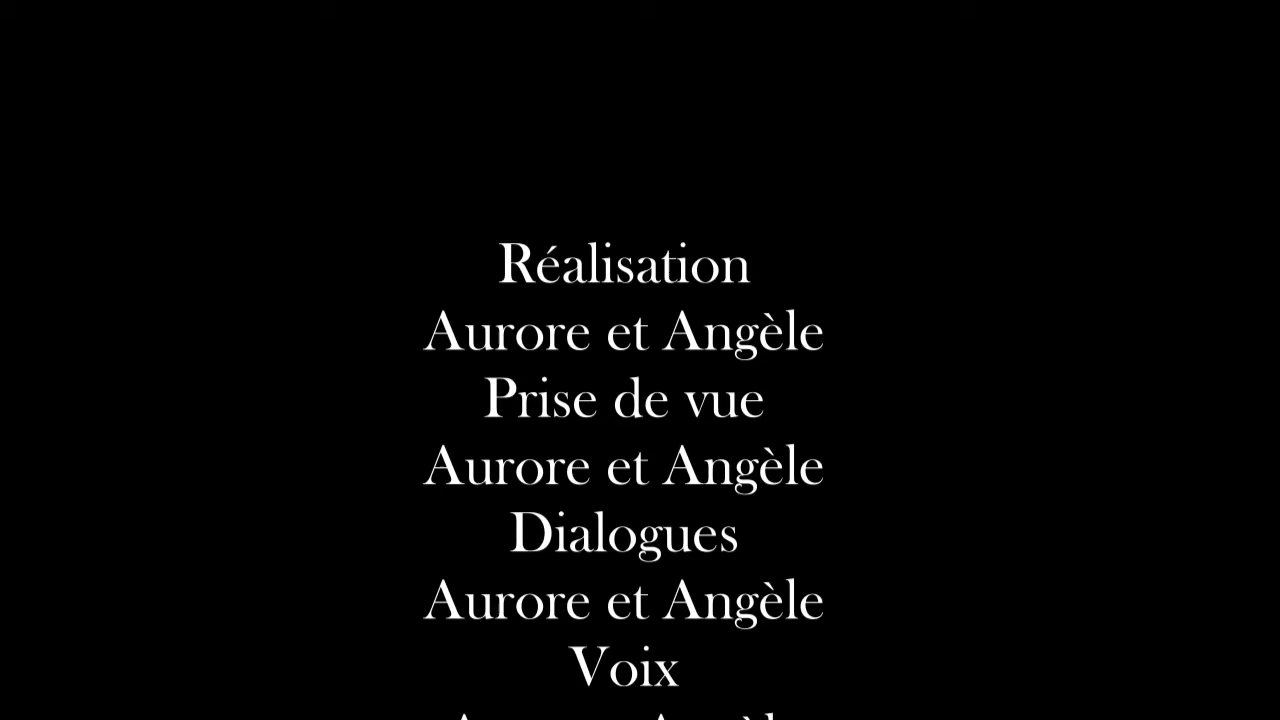 Réalisation
Aurore et Angèle
Prise de vue
Aurore et Angèle
Dialogues
Aurore et Angèle
Voix